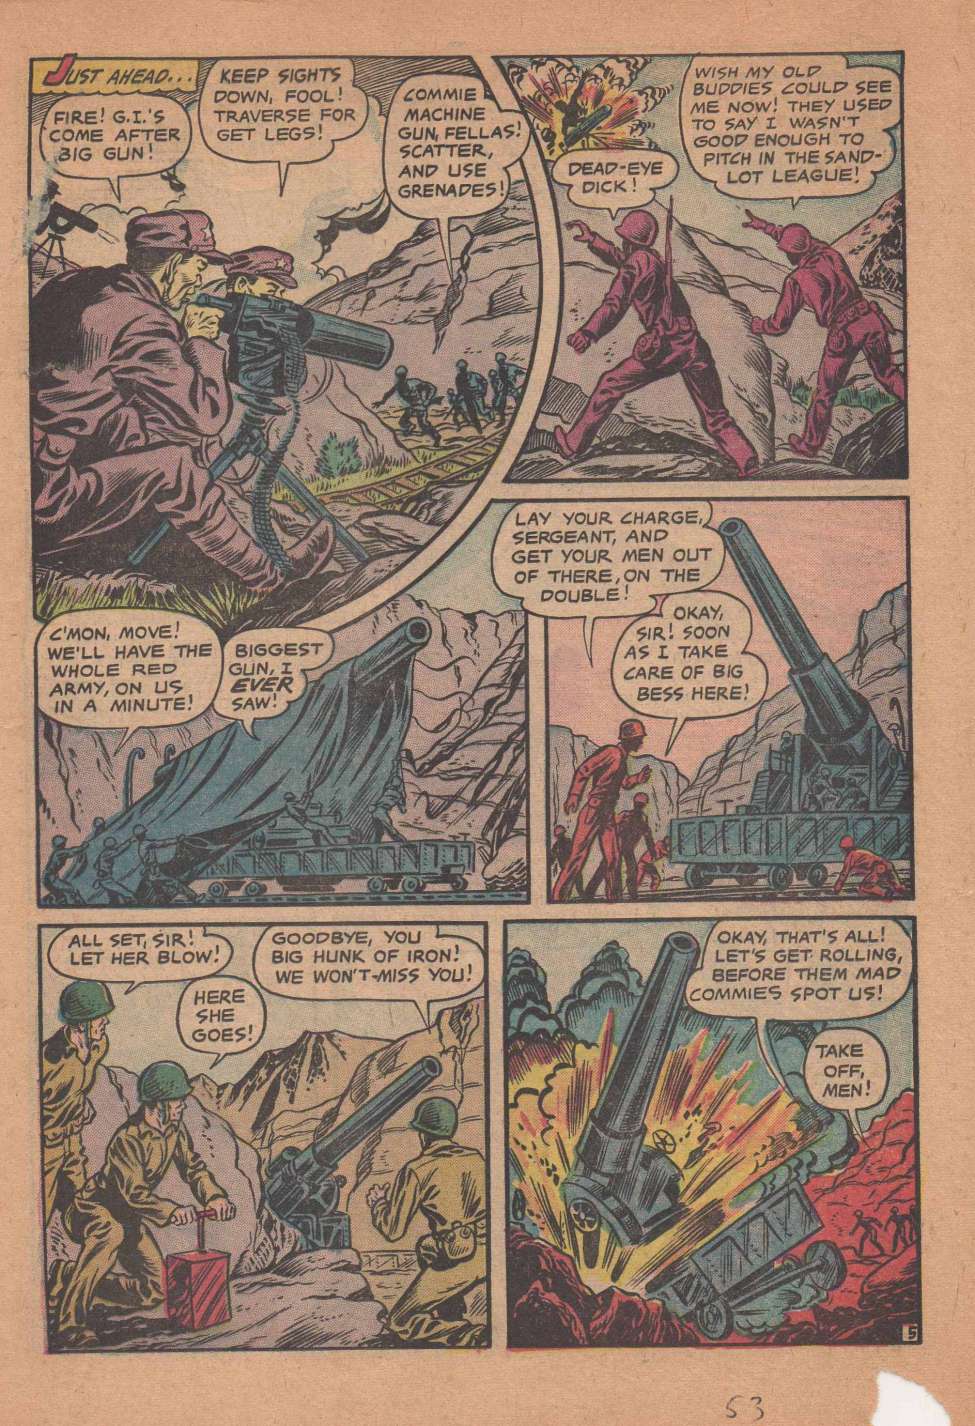 JUST AHEAD...
FIRE! G.I.'S
COME AFTER
BIG GUN!
KEEP SIGHTS
DOWN, FOOL!
TRAVERSE FOR
GET LEGS!
COMMIE
MACHINE
GUN, FELLAS!
SCATTER,
AND USE
GRENADES!
DEAD-EYE
DICK!
WISH MY OLD
BUDDIES COULD SEE
ME NOW! THEY USED
TO SAY I WASN'T
GOOD ENOUGH TO
PITCH IN THE SAND-
LOT LEAGUE!
C'MON, MOVE!
WE'LL HAVE THE
WHOLE RED
ARMY, ON US
IN A MINUTE!
BIGGEST
GUN, I
EVER
SAW!
LAY YOUR CHARGE,
SERGEANT, AND
GET YOUR MEN OUT
OF THERE, ON THE
DOUBLE!
OKAY,
SIR! SOON
AS I TAKE
CARE OF BIG
BESS HERE!
ALL SET, SIR!
LET HER BLOW!
HERE
SHE
GOES!
GOODBYE, YOU
BIG HUNK OF IRON!
WE WON'T MISS YOU!
OKAY, THAT'S ALL!
LET'S GET ROLLING,
BEFORE THEM MAD
COMMIES SPOT US!
TAKE
OFF,
MEN!
5
53